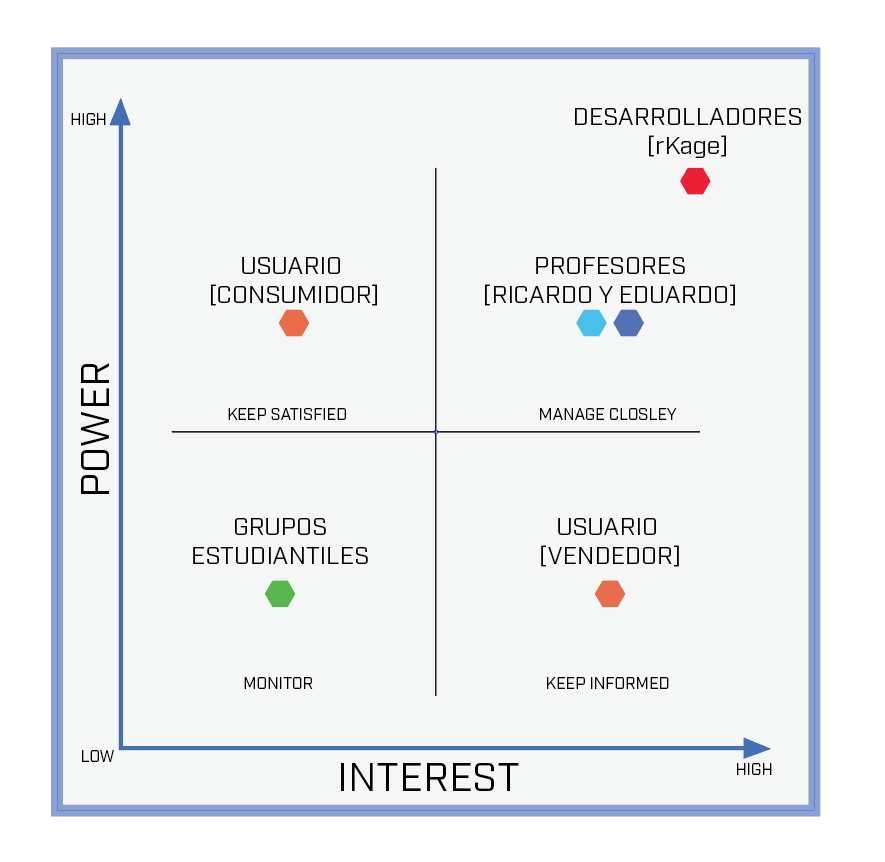 HIGH
DESARROLLADORES
[rKage]
USUARIO
[CONSUMIDOR]
PROFESORES
[RICARDO Y EDUARDO]
KEEP SATISFIED
MANAGE CLOSLEY
POWER
GRUPOS
ESTUDIANTILES
USUARIO
[VENDEDOR]
MONITOR
KEEP INFORMED
LOW
INTEREST
HIGH